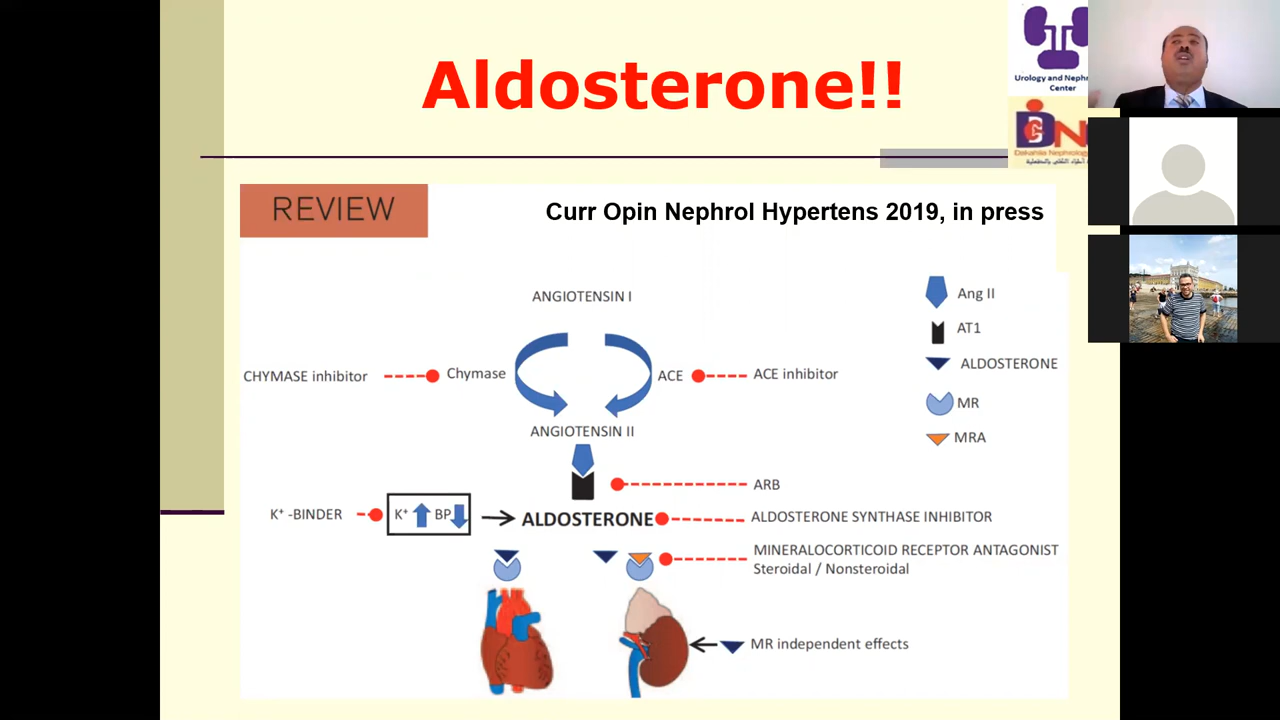 Aldosterone!!
Urology and Neph
Center
Dakahlia Nephrology
REVIEW
Curr Opin Nephrol Hypertens 2019, in press
ANGIOTENSIN I
CHYMASE inhibitor
Chymase
ACE
ACE inhibitor
ANGIOTENSIN II
Ang II
AT1
ALDOSTERONE
MR
MRA
ARB
K⁺ -BINDER
K⁺ BP
ALDOSTERONE
ALDOSTERONE SYNTHASE INHIBITOR
MINERALOCORTICOID RECEPTOR ANTAGONIST
Steroidal / Nonsteroidal
MR independent effects